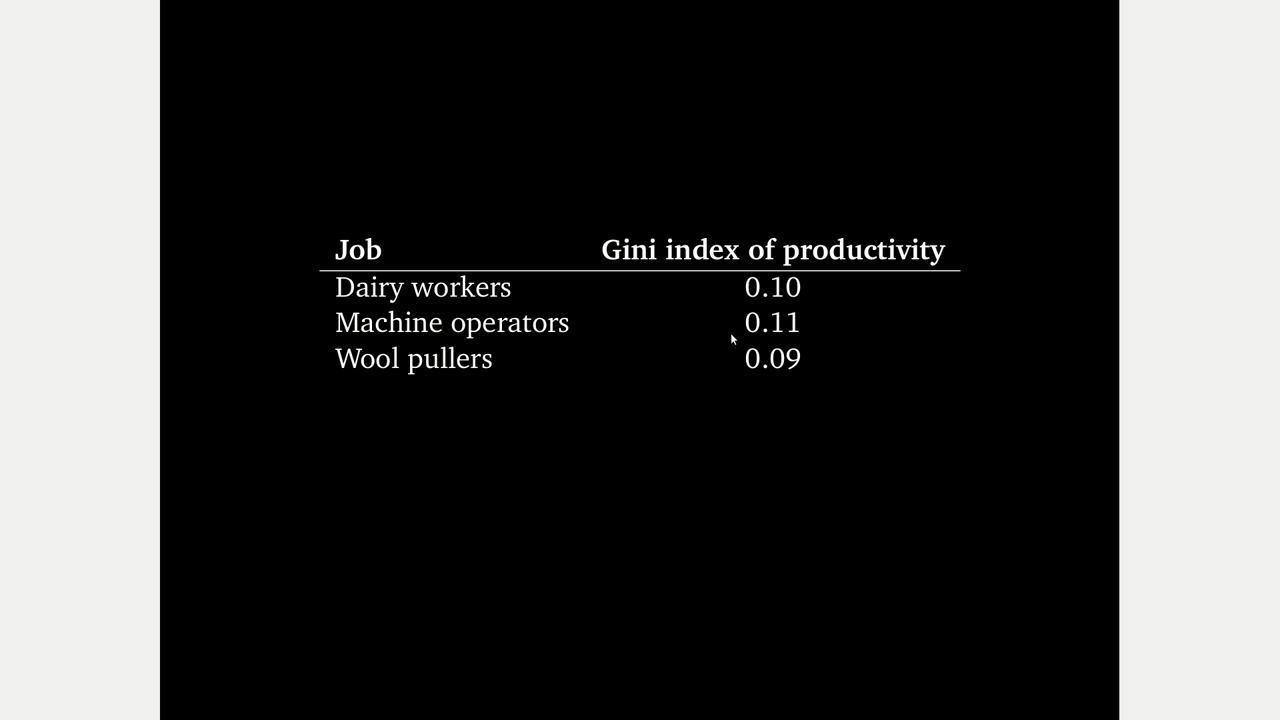 Job Gini index of productivity
Dairy workers 0.10
Machine operators 0.11
Wool pullers 0.09